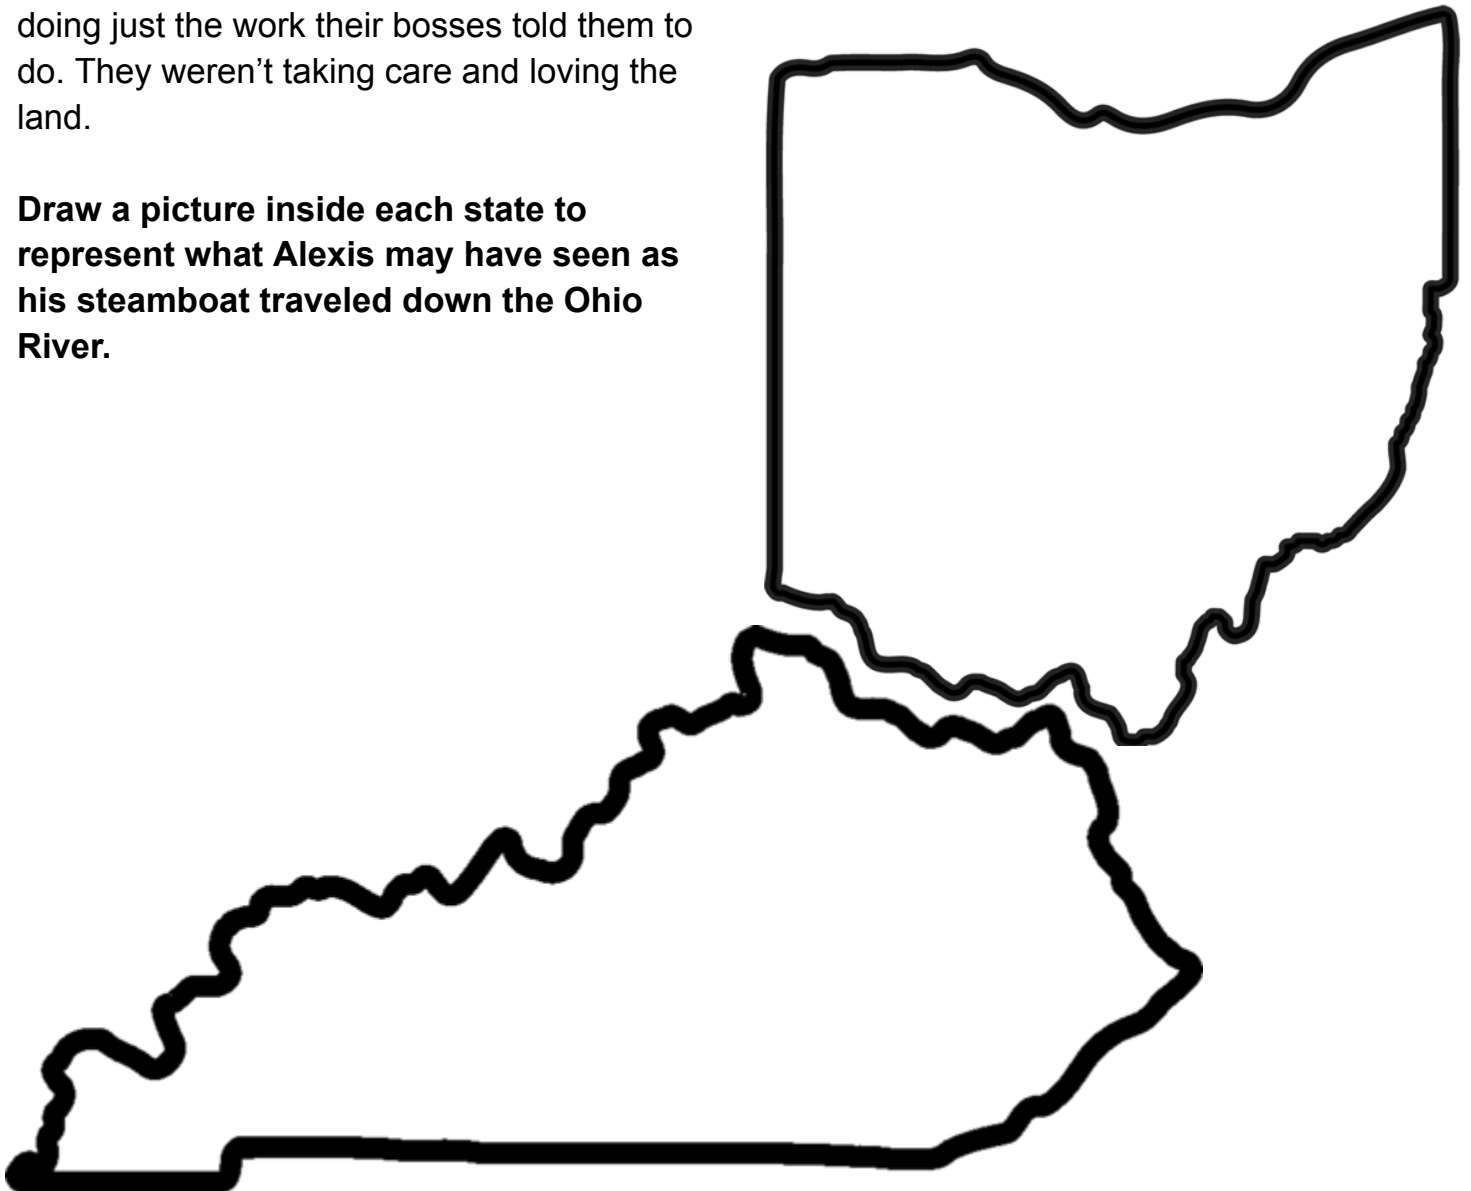 doing just the work their bosses told them to
do. They weren’t taking care and loving the
land.
Draw a picture inside each state to
represent what Alexis may have seen as
his steamboat traveled down the Ohio
River.